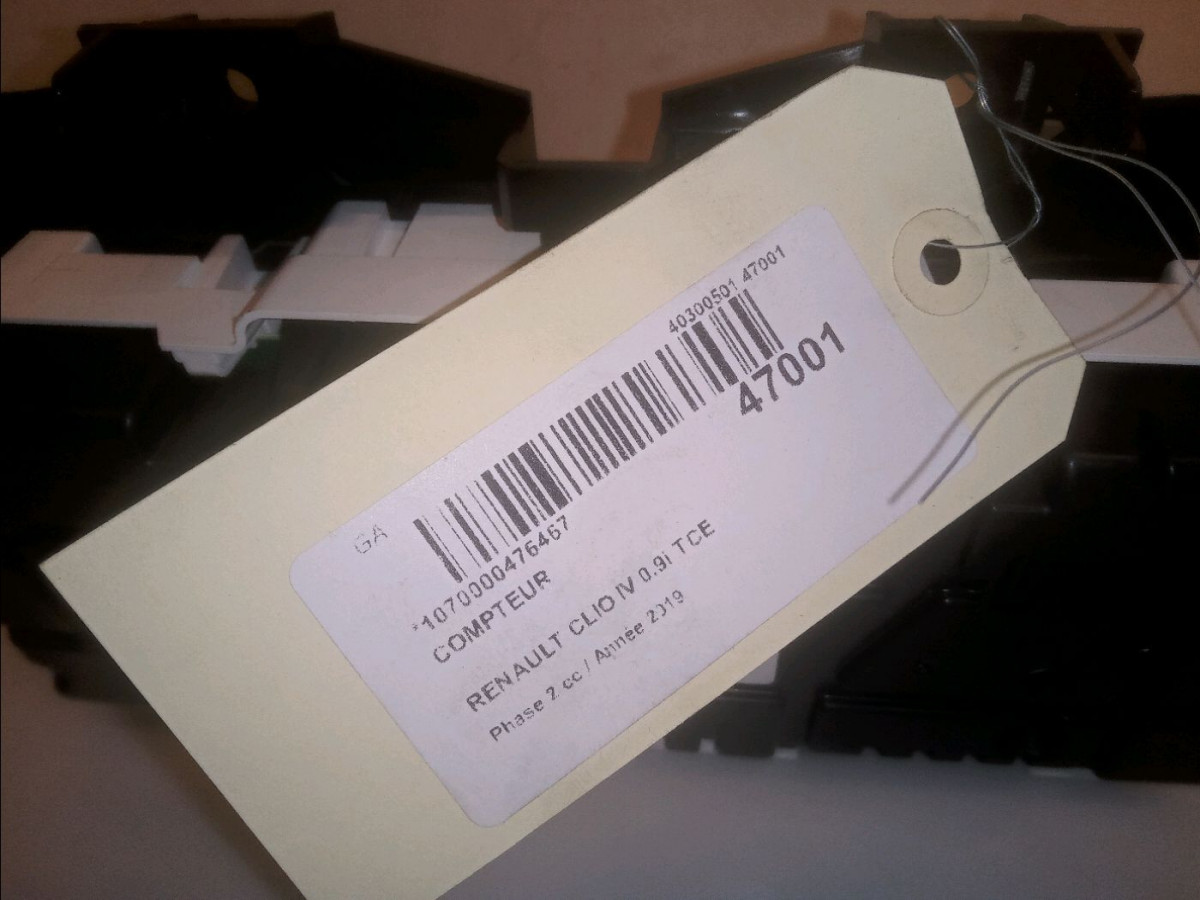 40300501 47001
47001
GA
*1070000476467
COMPTEUR
RENAULT CLIO IV 0.9i TCE
Phase 2 cc / Année 2019